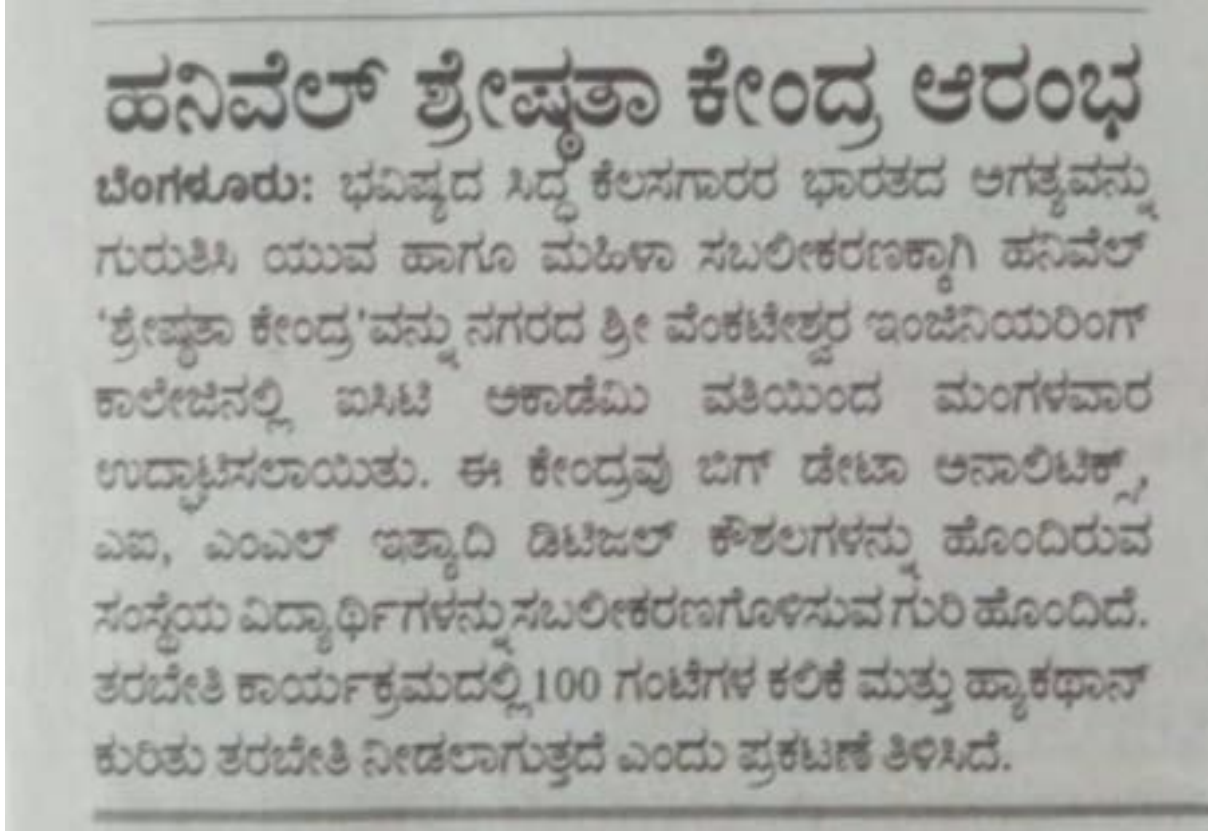 ಹನಿವೆಲ್ ಶ್ರೇಷ್ಠತಾ ಕೇಂದ್ರ ಆರಂಭ
ಬೆಂಗಳೂರು: ಭವಿಷ್ಯದ ಸಿದ್ಧ ಕೆಲಸಗಾರರ ಭಾರತದ ಅಗತ್ಯವನ್ನು
ಗುರುತಿಸಿ ಯುವ ಹಾಗೂ ಮಹಿಳಾ ಸಬಲೀಕರಣಕ್ಕಾಗಿ ಹನಿವೆಲ್
‘ಶ್ರೇಷ್ಠತಾ ಕೇಂದ್ರ’ವನ್ನು ನಗರದ ಶ್ರೀ ವೆಂಕಟೇಶ್ವರ ಇಂಜಿನಿಯರಿಂಗ್
ಕಾಲೇಜಿನಲ್ಲಿ ಐಸಿಟಿ ಅಕಾಡೆಮಿ ವತಿಯಿಂದ ಮಂಗಳವಾರ
ಉದ್ಘಾಟಿಸಲಾಯಿತು. ಈ ಕೇಂದ್ರವು ಬಿಗ್ ಡೇಟಾ ಅನಾಲಿಟಿಕ್ಸ್,
ಎಐ, ಎಂಎಲ್ ಇತ್ಯಾದಿ ಡಿಟಿಜಲ್ ಕೌಶಲಗಳನ್ನು ಹೊಂದಿರುವ
ಸಂಸ್ಥೆಯ ವಿದ್ಯಾರ್ಥಿಗಳನ್ನು ಸಬಲೀಕರಣಗೊಳಿಸುವ ಗುರಿ ಹೊಂದಿದೆ.
ತರಬೇತಿ ಕಾರ್ಯಕ್ರಮದಲ್ಲಿ 100 ಗಂಟೆಗಳ ಕಲಿಕೆ ಮತ್ತು ಹ್ಯಾಕಥಾನ್
ಕುರಿತು ತರಬೇತಿ ನೀಡಲಾಗುತ್ತದೆ ಎಂದು ಪ್ರಕಟಣೆ ತಿಳಿಸಿದೆ.